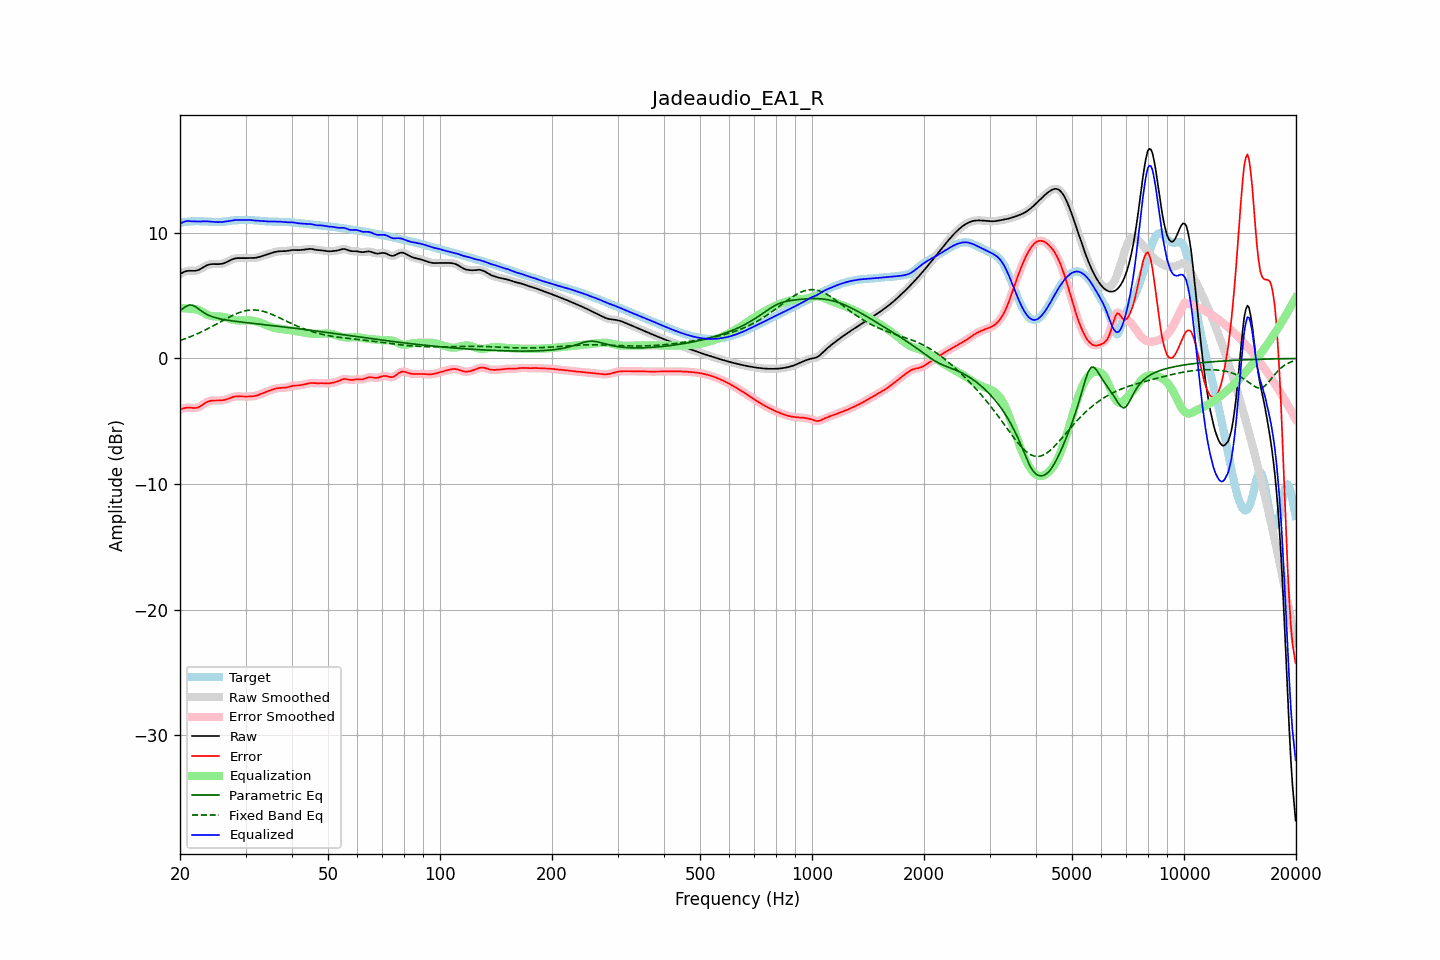 Jadeaudio_EA1_R
Amplitude (dBr)
10
0
−10
−20
−30
Target
Raw Smoothed
Error Smoothed
Raw
Error
Equalization
Parametric Eq
Fixed Band Eq
Equalized
20 50 100 200 500 1000 2000 5000 10000 20000
Frequency (Hz)